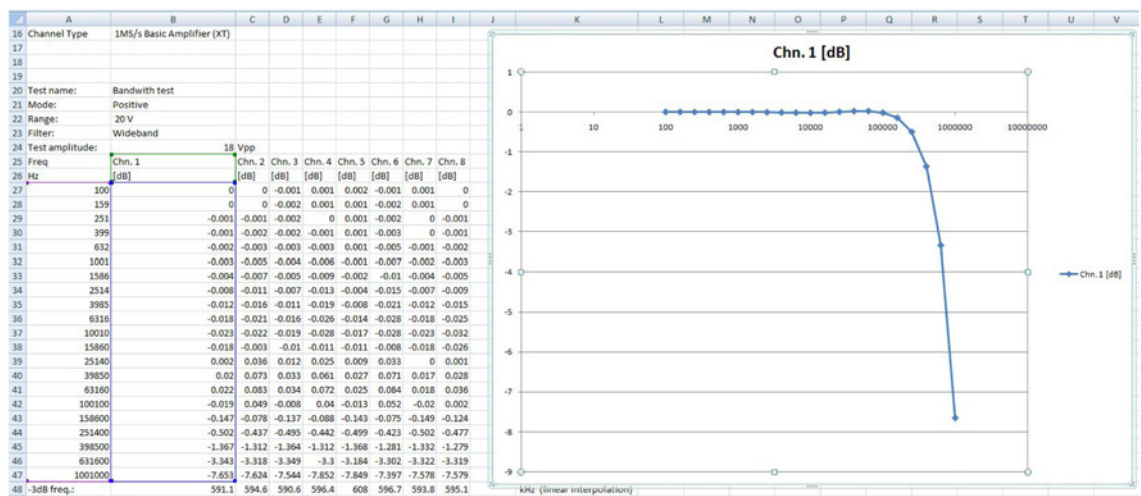 A B C D E F G H I J K L M N O P Q R S T U V
16 Channel Type 1MS/s Basic Amplifier (XT)
17
18
19
20 Test name: Bandwith test
21 Mode: Positive
22 Range: 20 V
23 Filter: Wideband
24 Test amplitude: 18 Vpp
25 Freq Chn. 1 Chn. 2 Chn. 3 Chn. 4 Chn. 5 Chn. 6 Chn. 7 Chn. 8
26 Hz [dB] [dB] [dB] [dB] [dB] [dB] [dB] [dB]
27 100 0 0 -0.001 0.001 0.002 -0.001 0.001 0
28 159 0 0 -0.002 0.001 0.001 -0.002 0.001 0
29 251 -0.001 -0.001 -0.002 0 0.001 -0.002 0 -0.001
30 399 -0.001 -0.002 -0.002 -0.001 0.001 -0.003 0 -0.001
31 632 -0.002 -0.003 -0.003 -0.003 0.001 -0.005 -0.001 -0.002
32 1001 -0.003 -0.005 -0.004 -0.006 -0.001 -0.007 -0.002 -0.003
33 1586 -0.004 -0.007 -0.005 -0.009 -0.002 -0.01 -0.004 -0.005
34 2514 -0.008 -0.011 -0.007 -0.013 -0.004 -0.015 -0.007 -0.009
35 3985 -0.012 -0.016 -0.011 -0.019 -0.008 -0.021 -0.012 -0.015
36 6316 -0.018 -0.021 -0.016 -0.026 -0.014 -0.028 -0.018 -0.025
37 10010 -0.023 -0.022 -0.019 -0.028 -0.017 -0.028 -0.023 -0.032
38 15860 -0.018 -0.003 -0.01 -0.011 -0.011 -0.008 -0.018 -0.026
39 25140 0.002 0.036 0.012 0.025 0.009 0.033 0 0.001
40 39850 0.02 0.073 0.033 0.061 0.027 0.071 0.017 0.028
41 63160 0.022 0.083 0.034 0.072 0.025 0.084 0.018 0.036
42 100100 -0.019 0.049 -0.008 0.04 -0.013 0.052 -0.02 0.002
43 158600 -0.147 -0.078 -0.137 -0.088 -0.143 -0.075 -0.149 -0.124
44 251400 -0.502 -0.437 -0.495 -0.442 -0.499 -0.423 -0.502 -0.477
45 398500 -1.367 -1.312 -1.364 -1.312 -1.368 -1.281 -1.332 -1.279
46 631600 -3.343 -3.318 -3.349 -3.3 -3.184 -3.302 -3.322 -3.319
47 1001000 -7.653 -7.624 -7.544 -7.852 -7.849 -7.397 -7.578 -7.579
48 -3dB freq.: 591.1 594.6 590.6 596.4 608 596.7 593.8 595.1 kHz (linear interpolation)
Chn. 1 [dB]
1
0
1 10 100 1000 10000 100000 1000000 10000000
-1
-2
-3
-4
-5
-6
-7
-8
-9
Chn. 1 [dB]